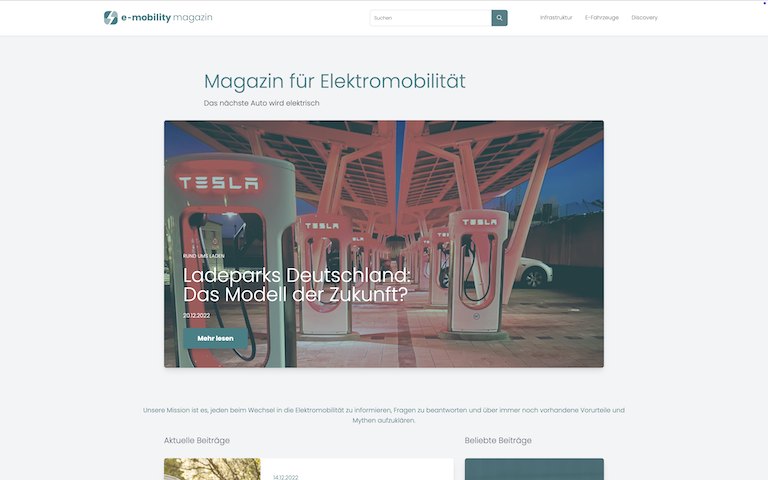 e-mobility magazin
Suchen
Infrastruktur
E-Fahrzeuge
Discovery
Magazin für Elektromobilität
Das nächste Auto wird elektrisch
TESLA
TESLA
TESLA
RUND UMS LADEN
Ladeparks Deutschland:
Das Modell der Zukunft?
20.12.2022
Mehr lesen
Unsere Mission ist es, jeden beim Wechsel in die Elektromobilität zu informieren, Fragen zu beantworten und über immer noch vorhandene Vorurteile und
Mythen aufzuklären.
Aktuelle Beiträge
Beliebte Beiträge
14.12.2022